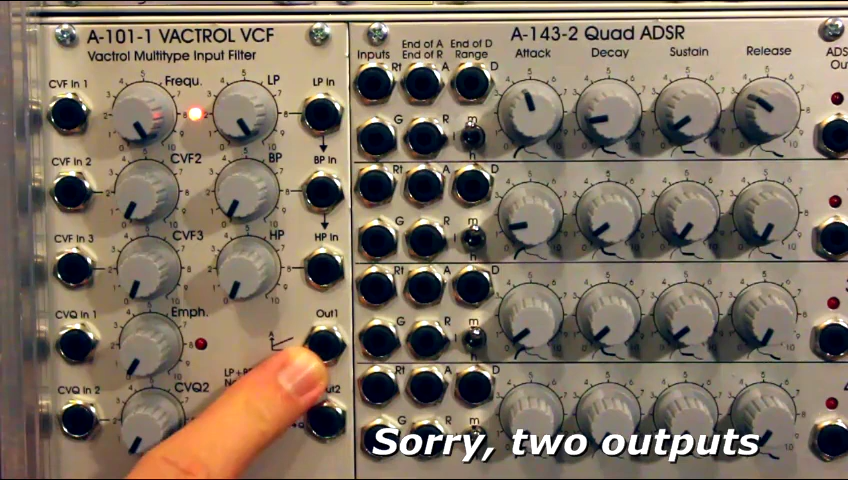 A-101-1 VACTROL VCF
Vactrol Multitype Input Filter
CVF In 1
Frequ.
LP
LP In
CVF In 2
CVF2
BP
BP In
CVF In 3
CVF3
HP
HP In
CVQ In 1
Emph.
Out1
CVQ In 2
CVQ2
A-143-2 Quad ADSR
Inputs
End of A
End of R
End of D
Range
Attack
Decay
Sustain
Release
Rt A D
G R m
h
Rt A D
G R m
h
Rt A D
G R m
h
Rt A D
G R m
Sorry, two outputs